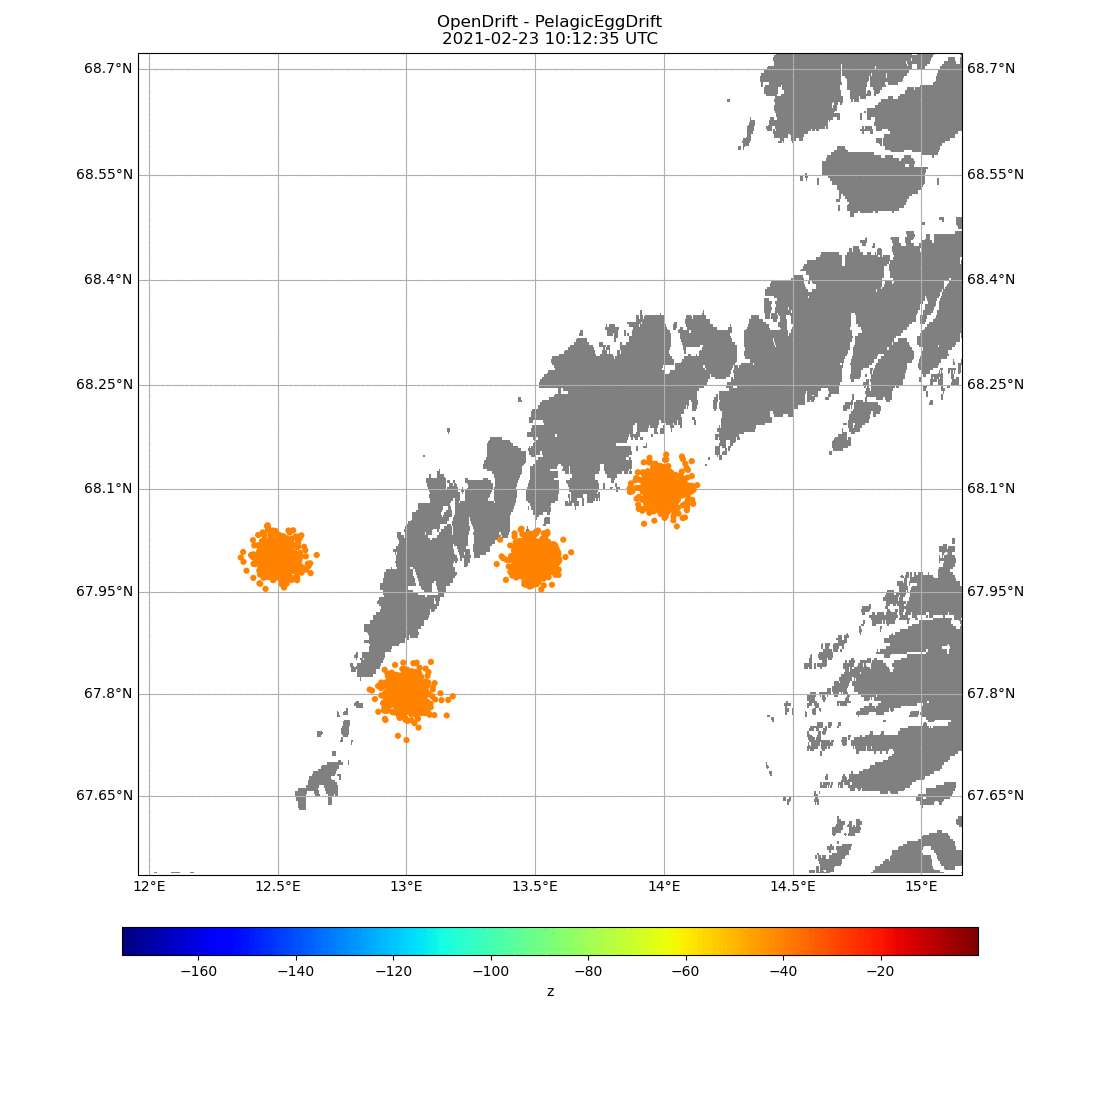 OpenDrift - PelagicEggDrift
2021-02-23 10:12:35 UTC
68.7°N 68.7°N
68.55°N 68.55°N
68.4°N 68.4°N
68.25°N 68.25°N
68.1°N 68.1°N
67.95°N 67.95°N
67.8°N 67.8°N
67.65°N 67.65°N
12°E 12.5°E 13°E 13.5°E 14°E 14.5°E 15°E
−160 −140 −120 −100 −80 −60 −40 −20
z